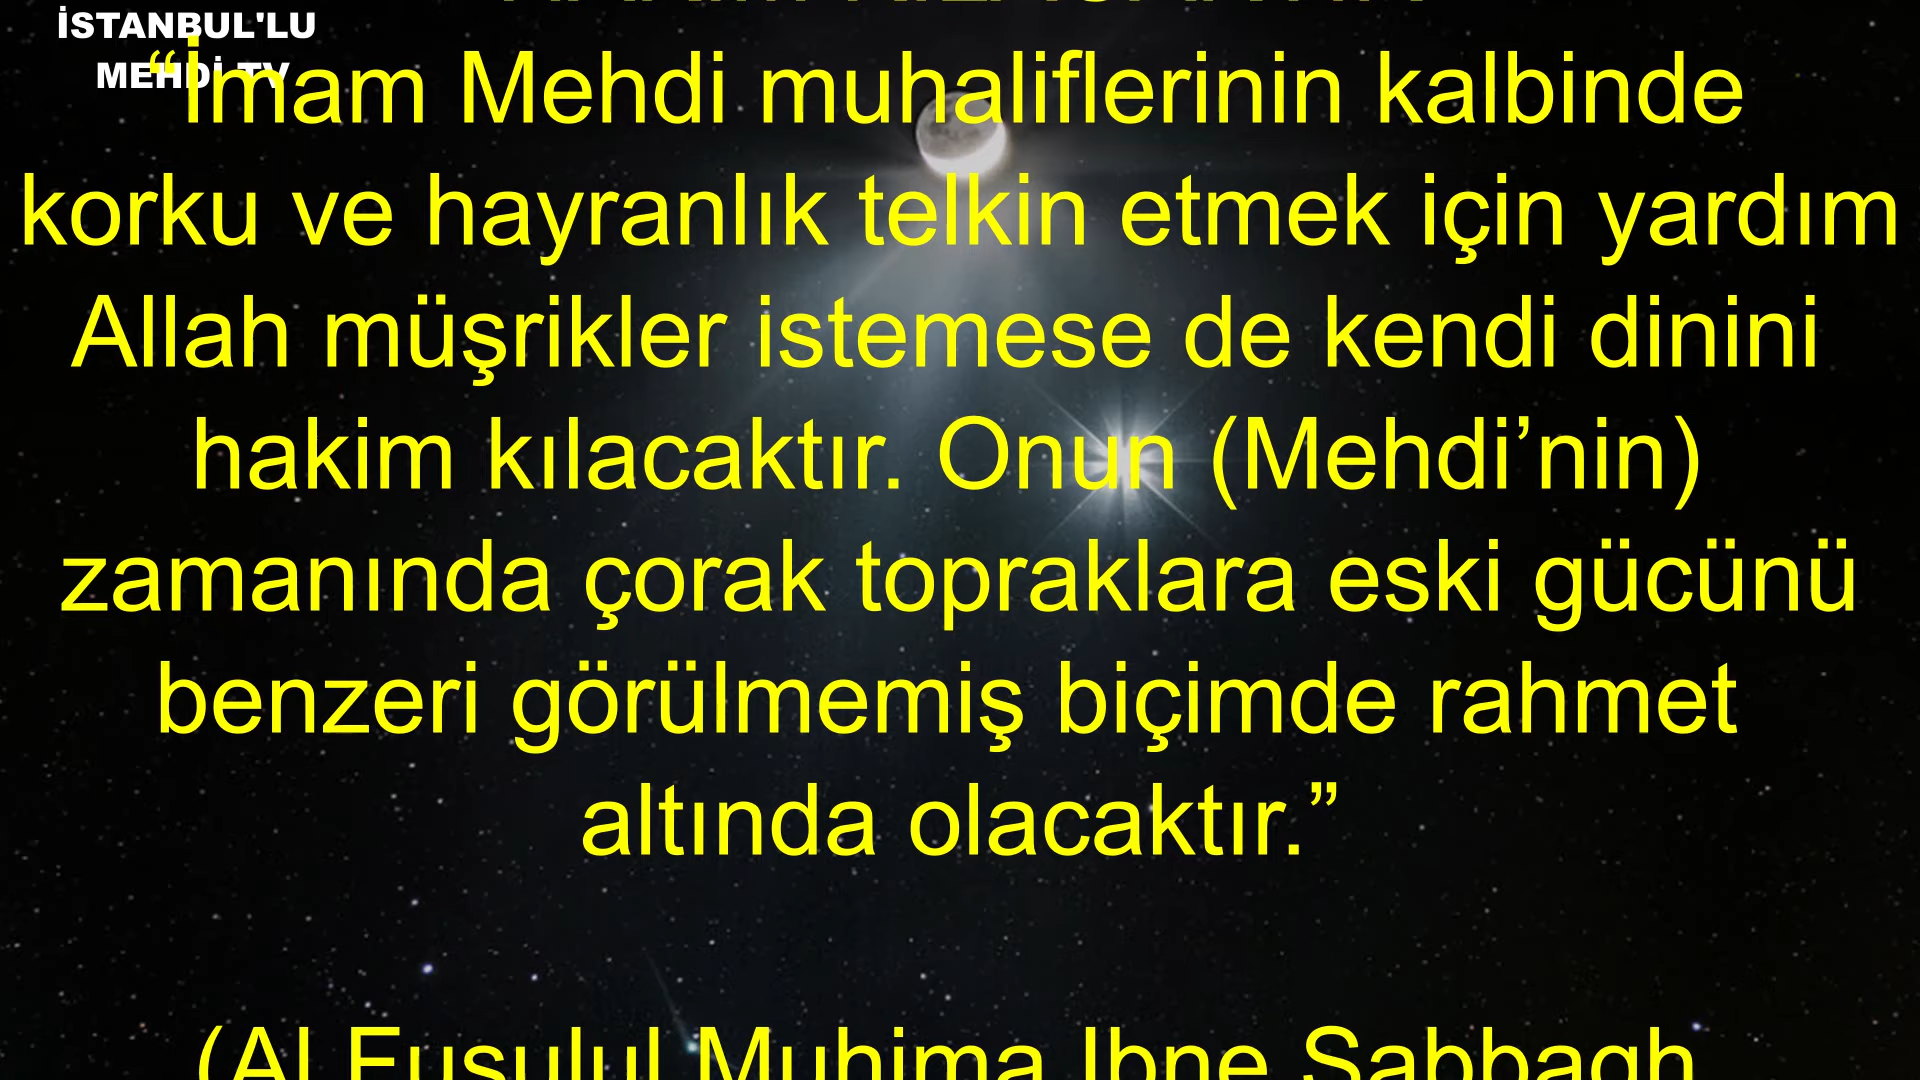 İSTANBUL'LU
MEHDİ TV
“İmam Mehdi muhaliflerinin kalbinde
korku ve hayranlık telkin etmek için yardım
Allah müşrikler istemese de kendi dinini
hakim kılacaktır. Onun (Mehdi’nin)
zamanında çorak topraklara eski gücünü
benzeri görülmemiş biçimde rahmet
altında olacaktır.”
(Al Fusulul Muhima Ibne Sabbagh